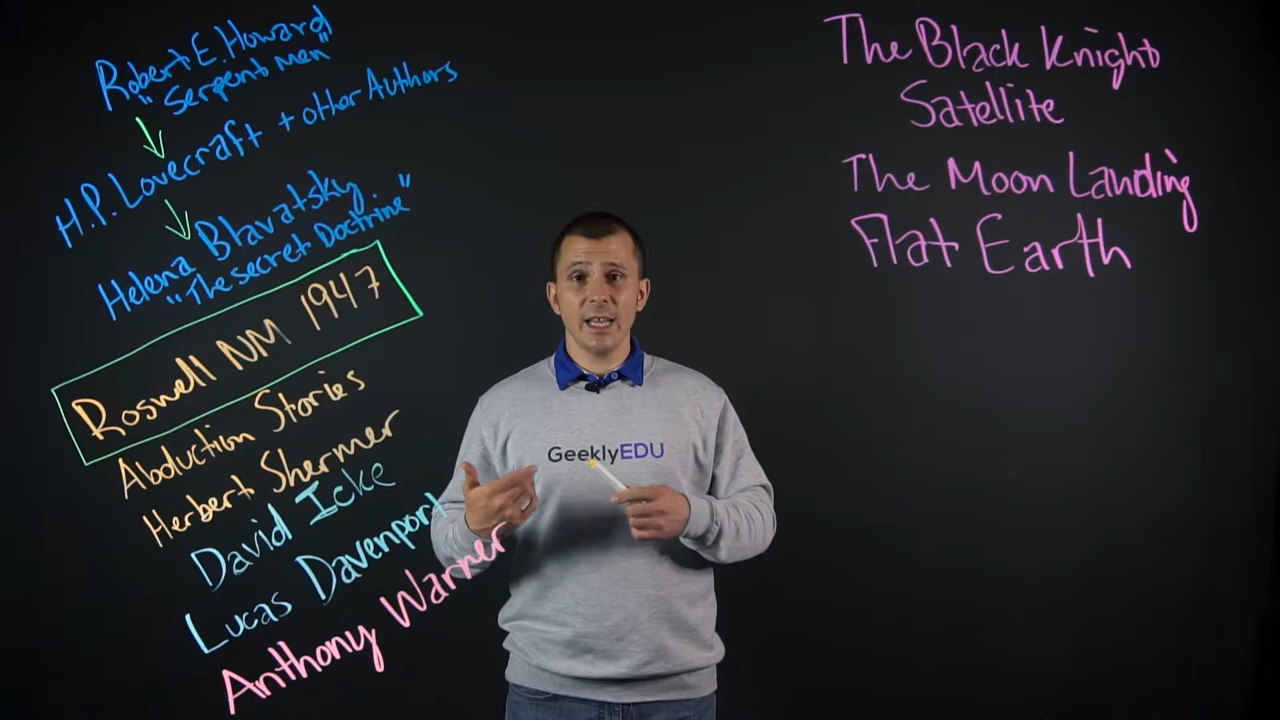 Robert E. Howard
"Serpent Men"
H.P. Lovecraft + other Authors
Helena Blavatsky
"The Secret Doctrine"
Roswell NM 1947
Abduction Stories
Herbert Shermer
David Icke
Lucas Davenport
Anthony Warner
The Black Knight
Satellite
The Moon Landing
Flat Earth
GeeklyEDU